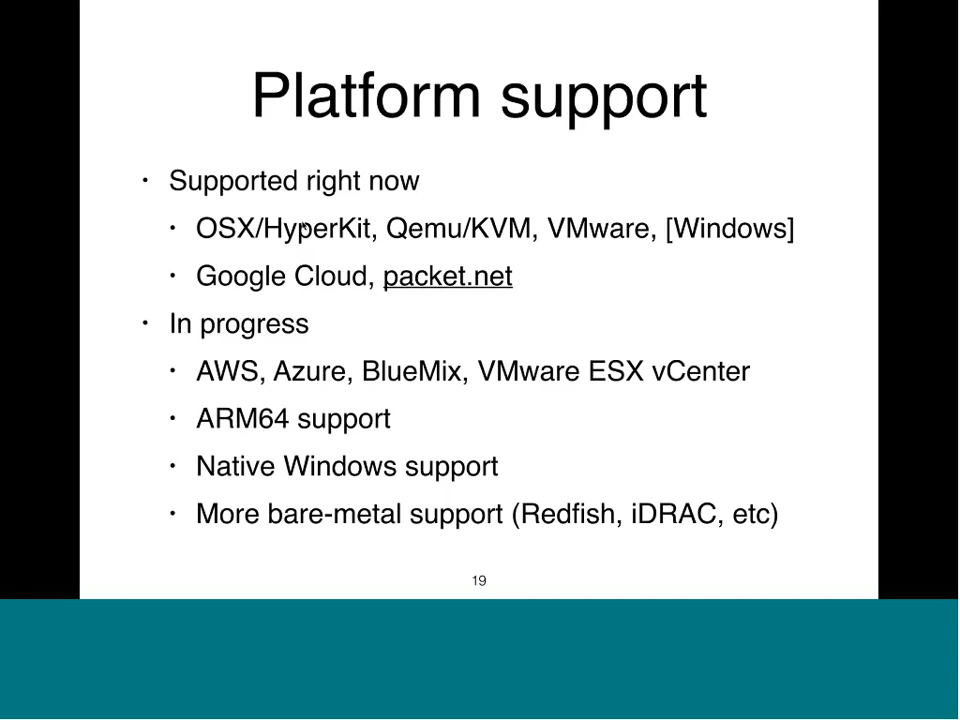 Platform support
• Supported right now
• OSX/HyperKit, Qemu/KVM, VMware, [Windows]
• Google Cloud, packet.net
• In progress
• AWS, Azure, BlueMix, VMware ESX vCenter
• ARM64 support
• Native Windows support
• More bare-metal support (Redfish, iDRAC, etc)
19